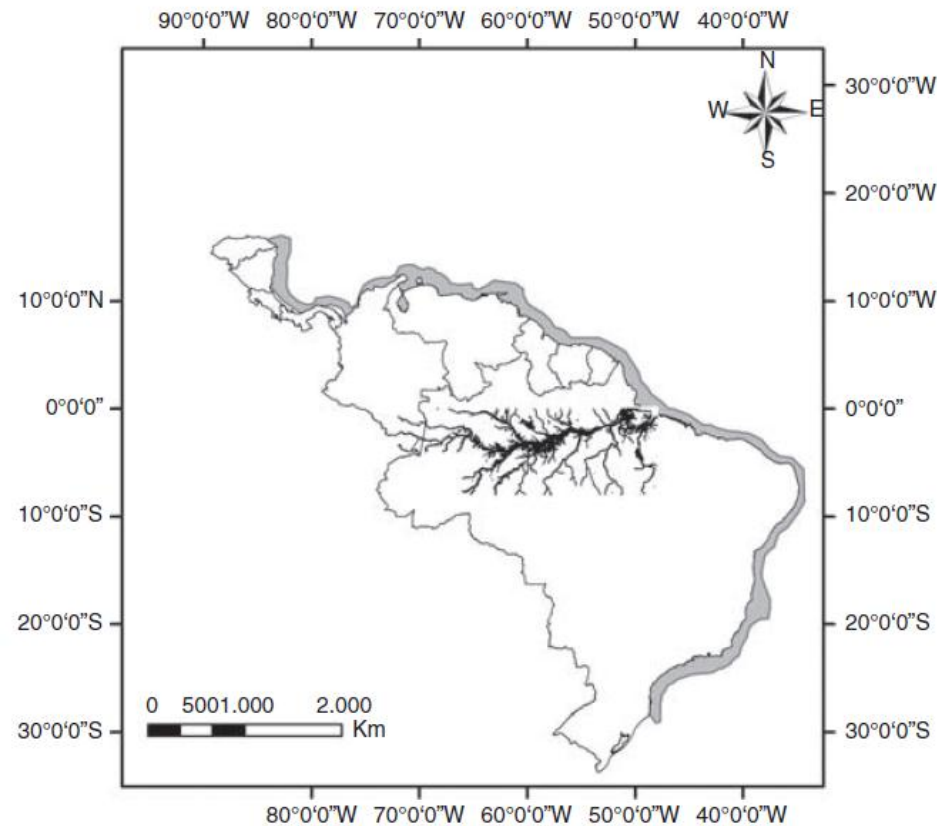 90°0‘0”W 80°0‘0”W 70°0‘0”W 60°0‘0”W 50°0‘0”W 40°0‘0”W
N
W E
S
30°0‘0”W
20°0‘0”W
10°0‘0”N 10°0‘0”W
0°0‘0” 0°0‘0”
10°0‘0”S 10°0‘0”S
20°0‘0”S 20°0‘0”S
0 5001.000 2.000
Km
30°0‘0”S 30°0‘0”S
80°0‘0”W 70°0‘0”W 60°0‘0”W 50°0‘0”W 40°0‘0”W